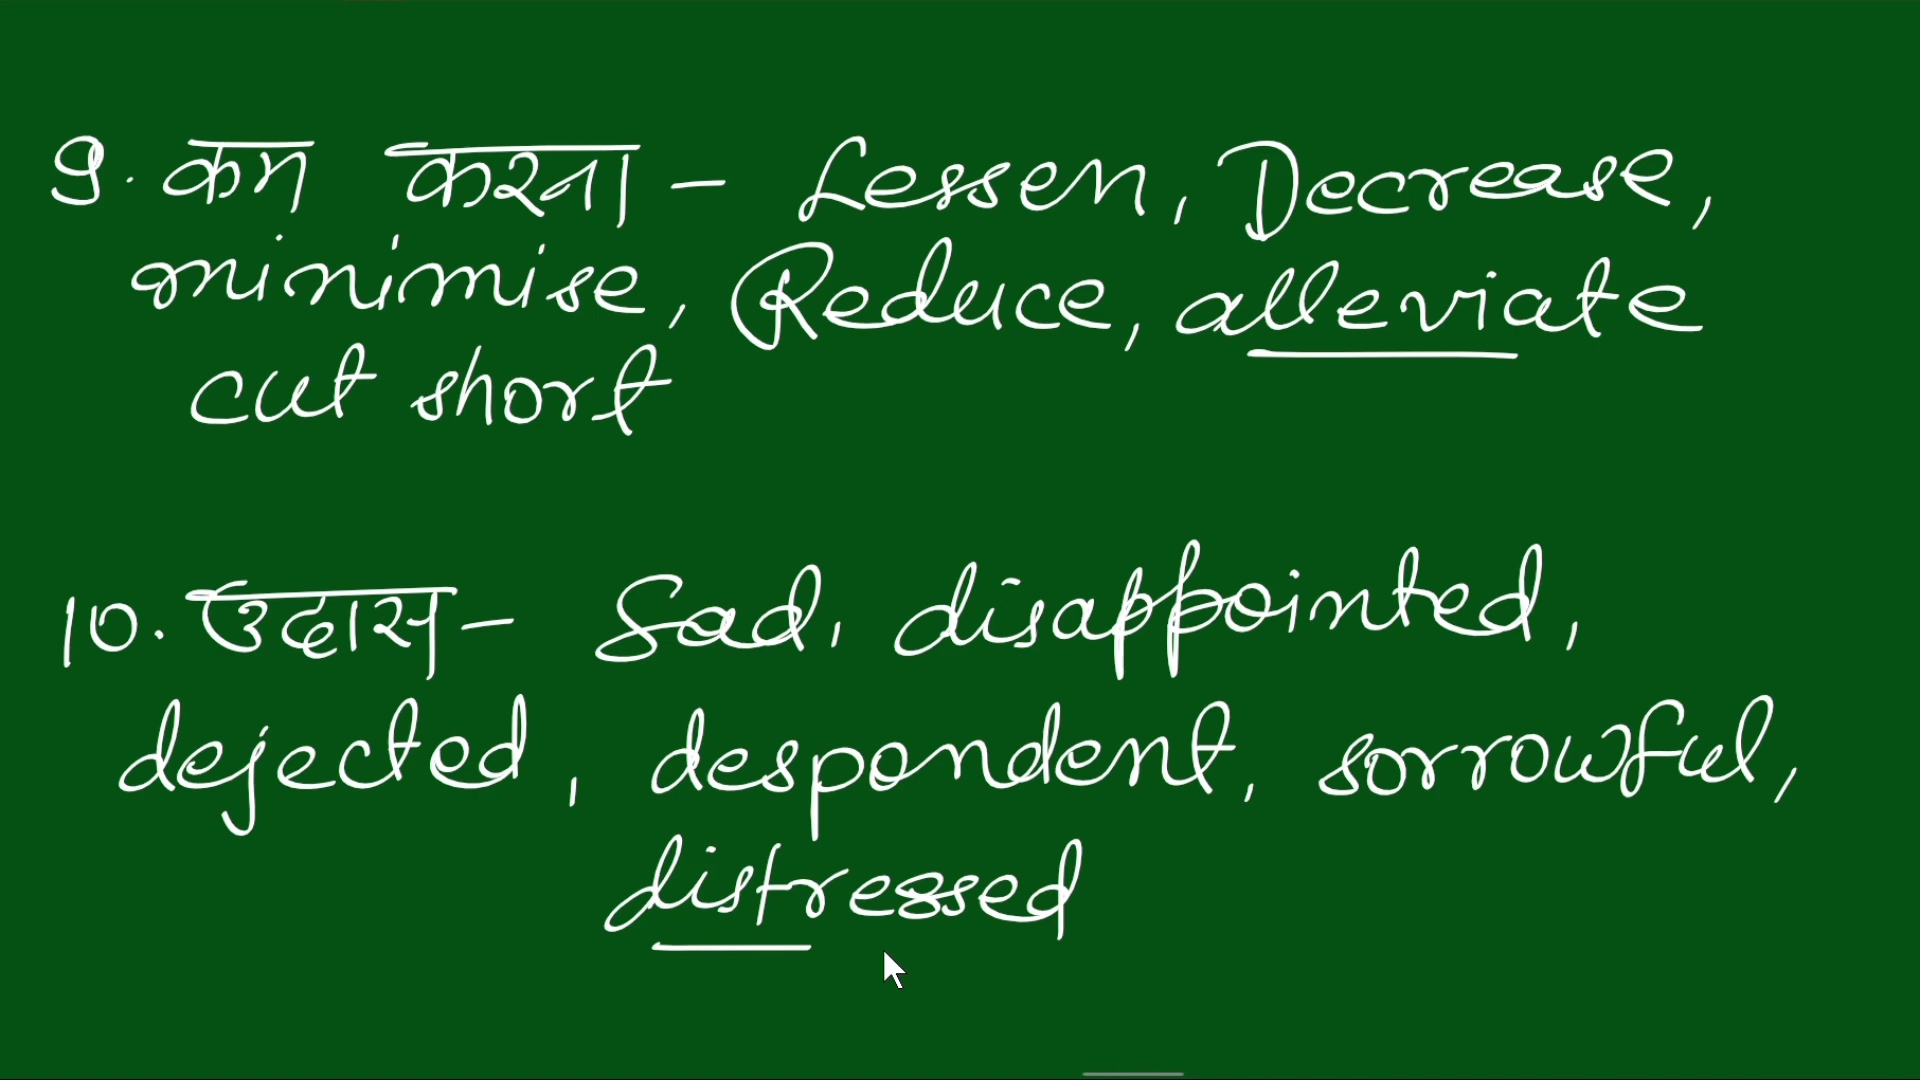 9. कम करना - Lessen, Decrease,
minimise, Reduce, alleviate
cut short
10. उदास - Sad, disappointed,
dejected, despondent, sorrowful,
distressed